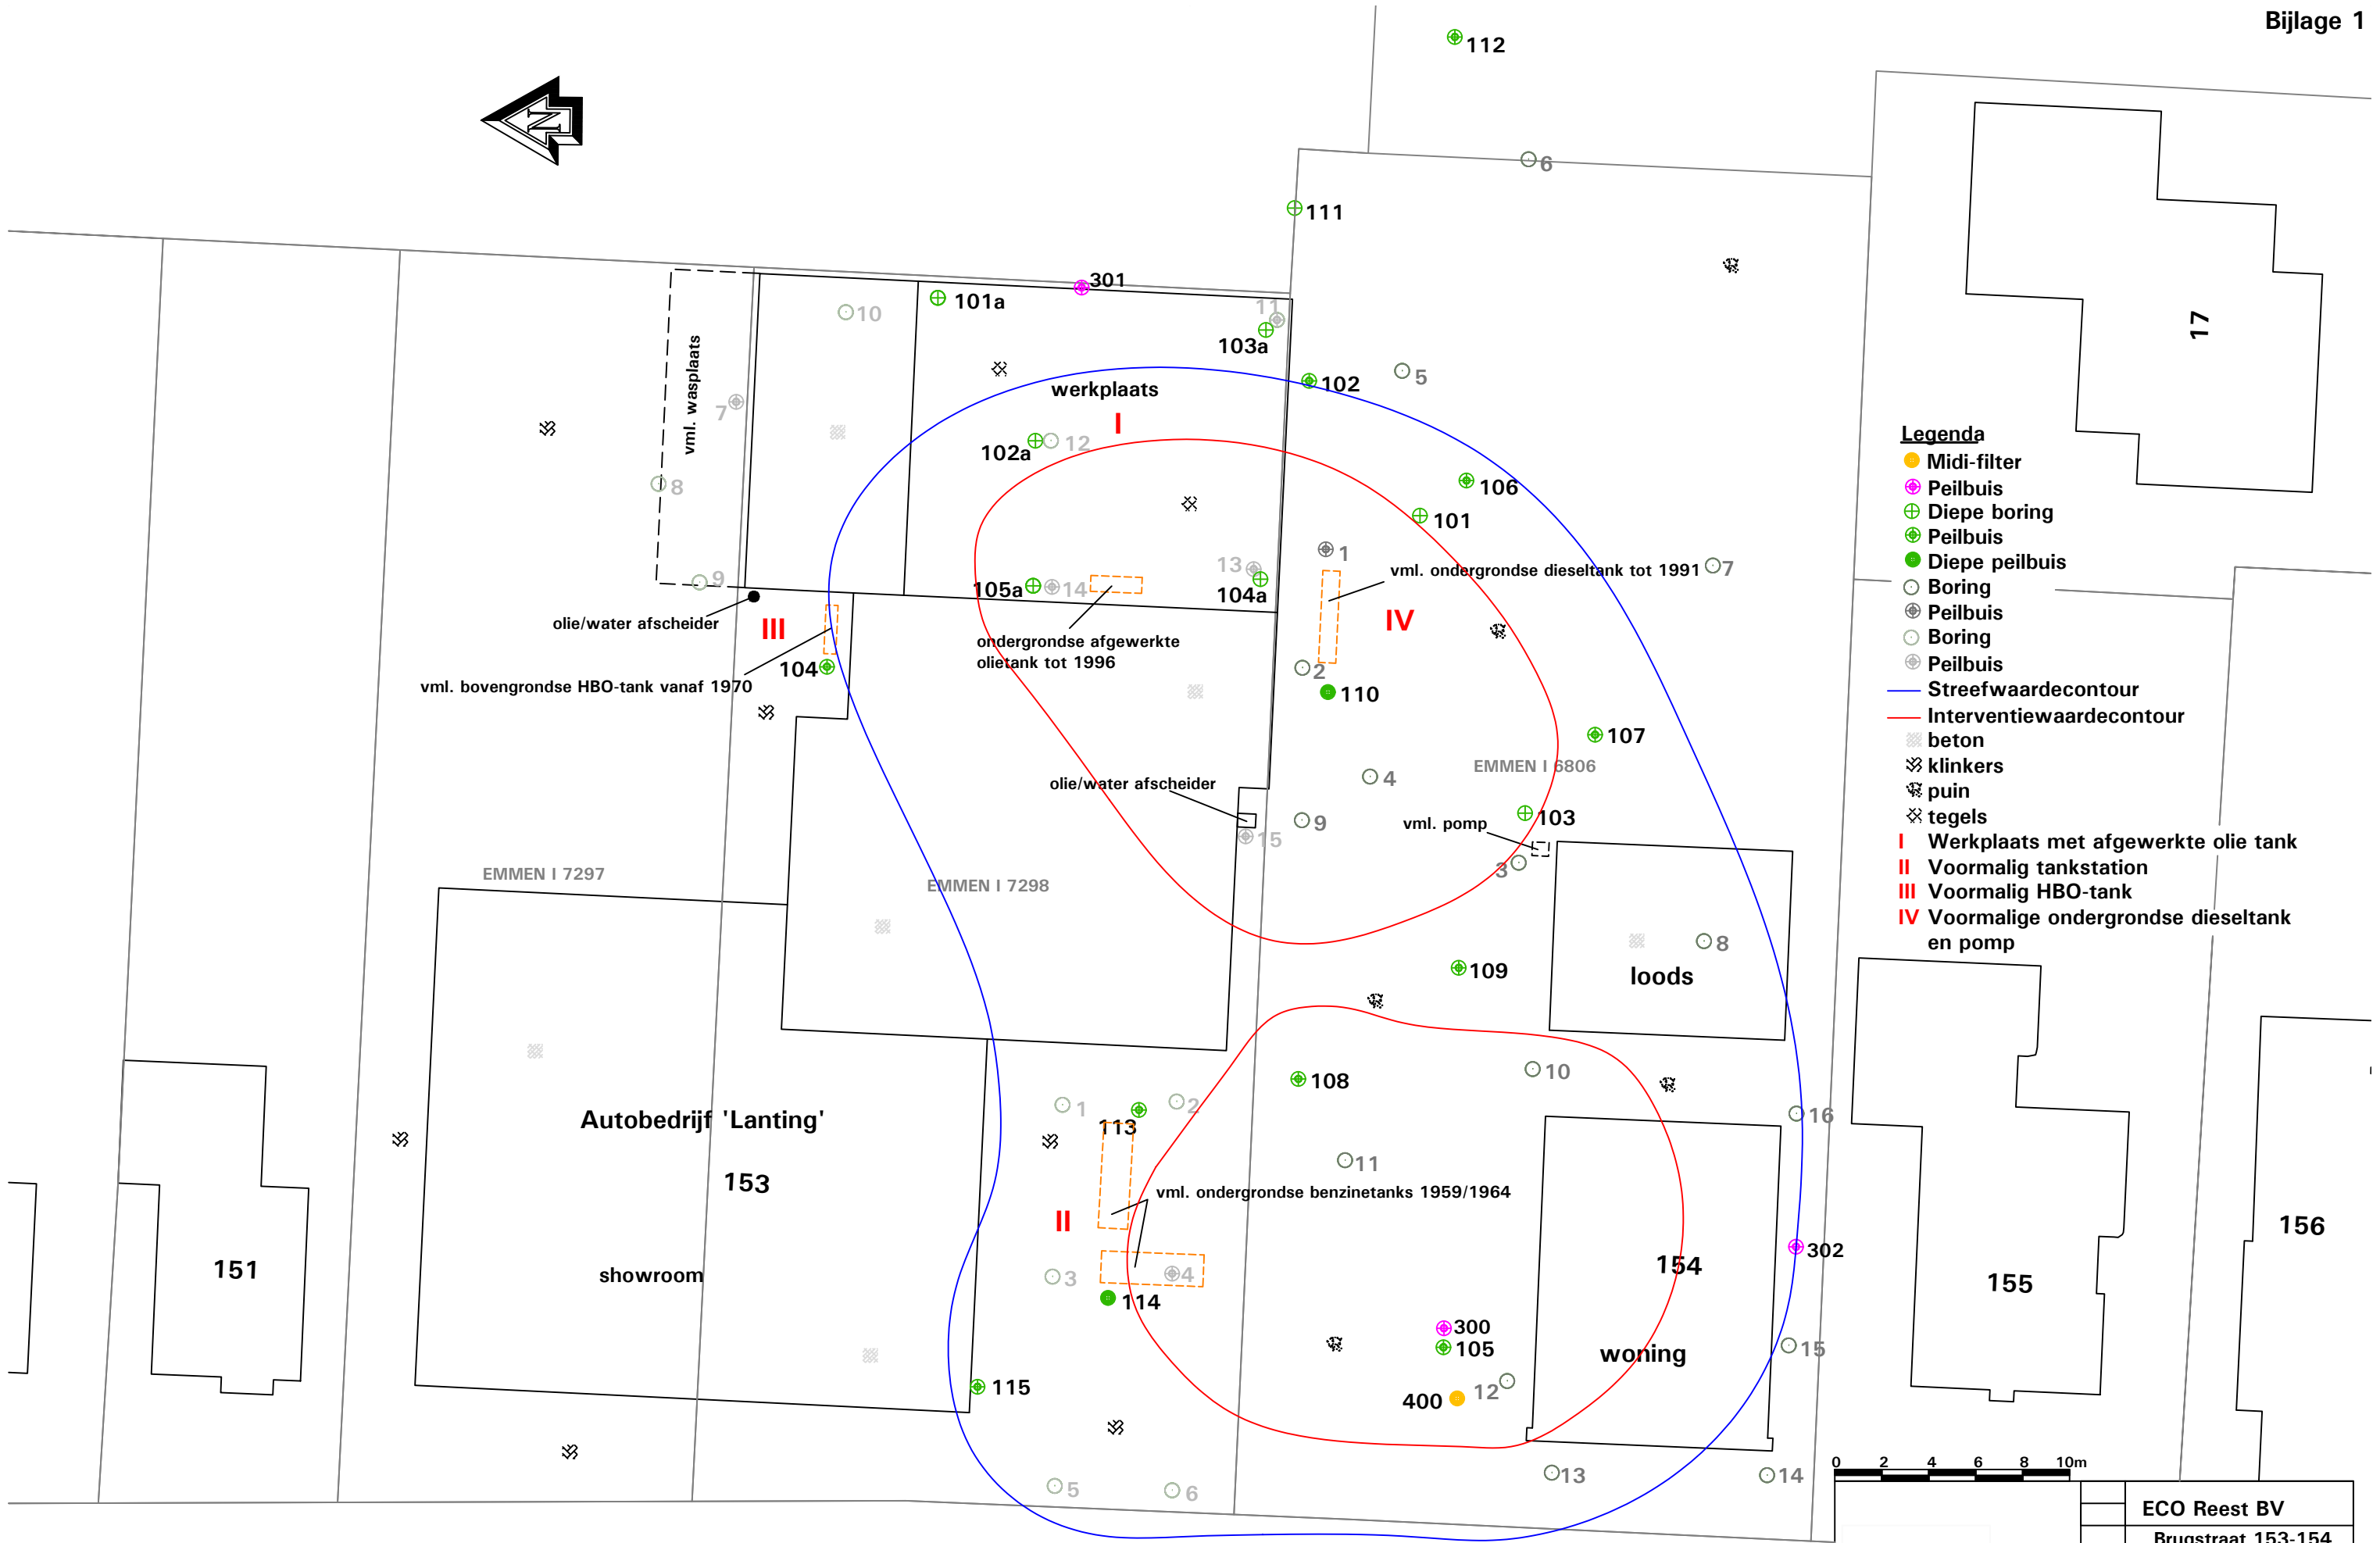 Bijlage 1
112
N
6
111
301
101a
10
11
103a
17
vml. wasplaats
7
werkplaats
I
102
5
102a
12
8
106
101
Legenda
Midi-filter
Peilbuis
Diepe boring
Peilbuis
Diepe peilbuis
Boring
Peilbuis
Boring
Peilbuis
Streefwaardecontour
Interventiewaardecontour
beton
klinkers
puin
tegels
I Werkplaats met afgewerkte olie tank
II Voormalig tankstation
III Voormalig HBO-tank
IV Voormalige ondergrondse dieseltank
en pomp
9
105a
14
13
104a
1
vml. ondergrondse dieseltank tot 1991
7
olie/water afscheider
III
IV
ondergrondse afgewerkte
olietank tot 1996
104
2
vml. bovengrondse HBO-tank vanaf 1970
110
107
EMMEN I 6806
olie/water afscheider
4
9
103
vml. pomp
15
3
EMMEN I 7297
EMMEN I 7298
8
109
loods
108
10
1
2
113
16
Autobedrijf 'Lanting'
11
153
vml. ondergrondse benzinetanks 1959/1964
II
156
302
151
showroom
3
4
154
155
114
300
105
woning
15
115
12
400
0 2 4 6 8 10m
13
14
5
6
ECO Reest BV
Brugstraat 153-154